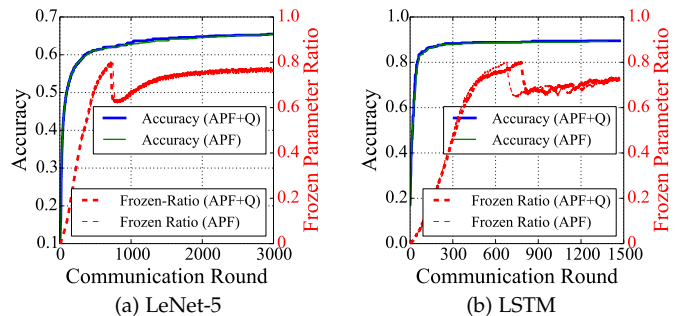 0.7
0.6
0.5
0.4
0.3
0.2
0.1
Accuracy
1.0
0.8
0.6
0.4
0.2
0
Frozen Parameter Ratio
Accuracy (APF+Q)
Accuracy (APF)
Frozen-Ratio (APF+Q)
Frozen Ratio (APF)
0 1000 2000 3000
Communication Round
(a) LeNet-5
1.0
0.8
0.6
0.4
0.2
0.0
Accuracy
1.0
0.8
0.6
0.4
0.2
0
Frozen Parameter Ratio
Accuracy (APF+Q)
Accuracy (APF)
Frozen Ratio (APF+Q)
Frozen Ratio (APF)
0 300 600 900 1200 1500
Communication Round
(b) LSTM